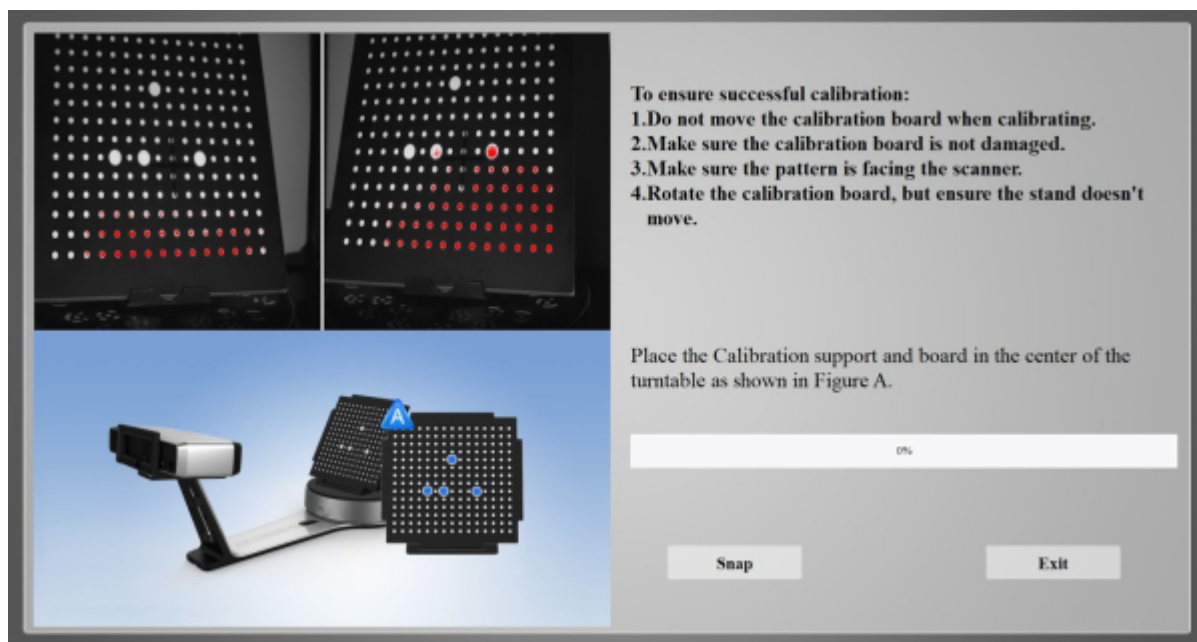 To ensure successful calibration:
1.Do not move the calibration board when calibrating.
2.Make sure the calibration board is not damaged.
3.Make sure the pattern is facing the scanner.
4.Rotate the calibration board, but ensure the stand doesn't
move.
Place the Calibration support and board in the center of the
turntable as shown in Figure A.
A
0%
Snap
Exit